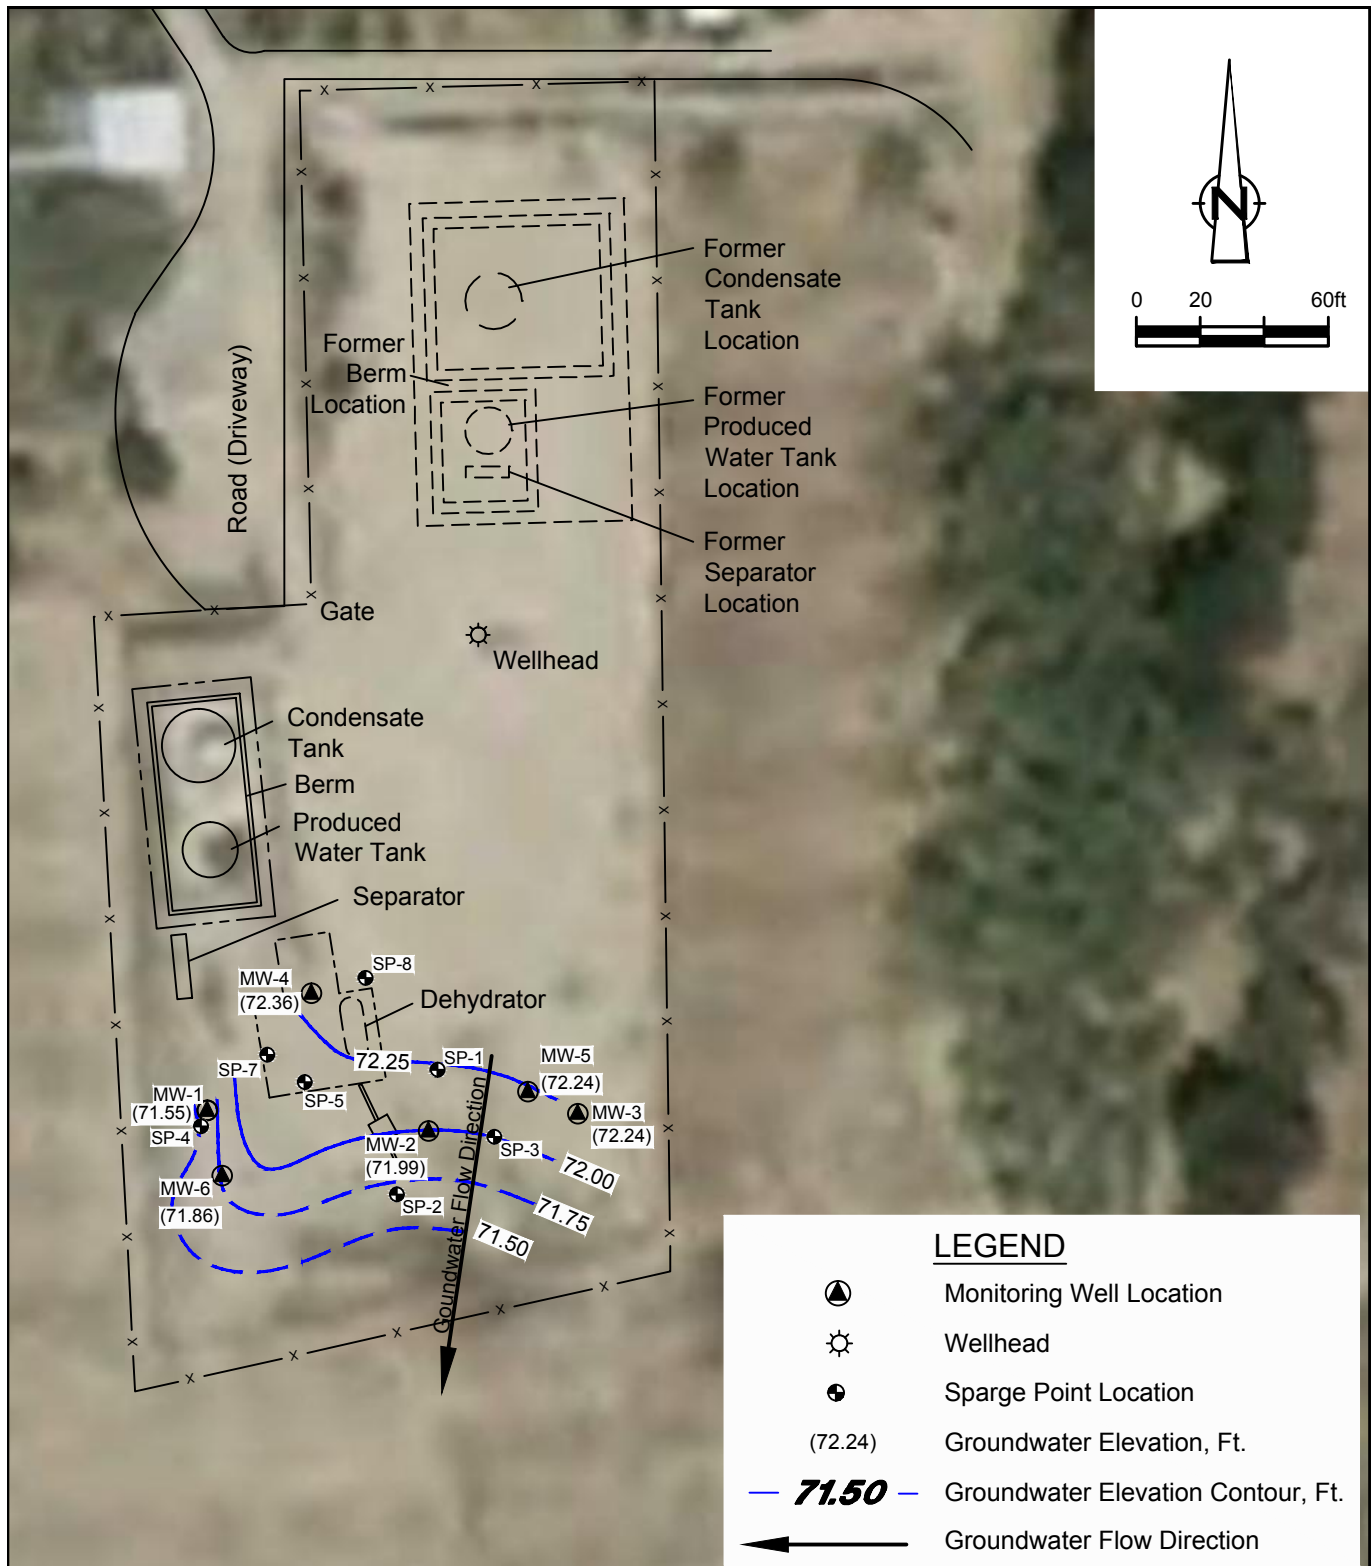 N
0 20 60ft
Former
Condensate
Tank
Location
Former
Berm
Location
Road (Driveway)
Former
Produced
Water Tank
Location
Former
Separator
Location
Gate
Wellhead
Condensate
Tank
Berm
Produced
Water Tank
Separator
MW-4
(72.36)
SP-8
Dehydrator
SP-7
72.25
SP-1
MW-5
(72.24)
MW-1
(71.55)
SP-4
SP-5
MW-3
(72.24)
MW-2
(71.99)
SP-3
72.00
MW-6
(71.86)
SP-2
71.75
71.50
Goundwater Flow Direction
LEGEND
Monitoring Well Location
Wellhead
Sparge Point Location
(72.24) Groundwater Elevation, Ft.
71.50 Groundwater Elevation Contour, Ft.
Groundwater Flow Direction